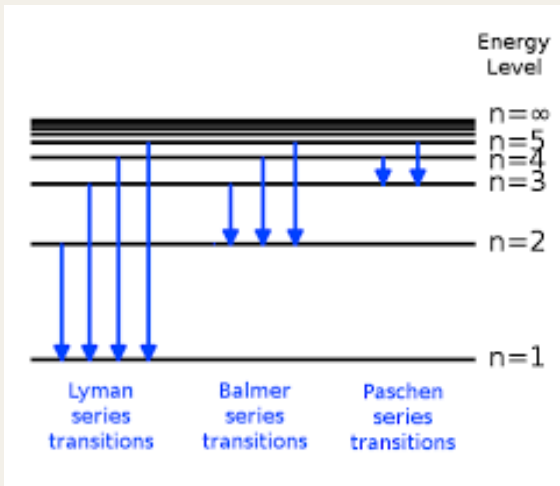 Energy
Level
n=∞
n=5
n=4
n=3
n=2
n=1
Lyman
series
transitions
Balmer
series
transitions
Paschen
series
transitions